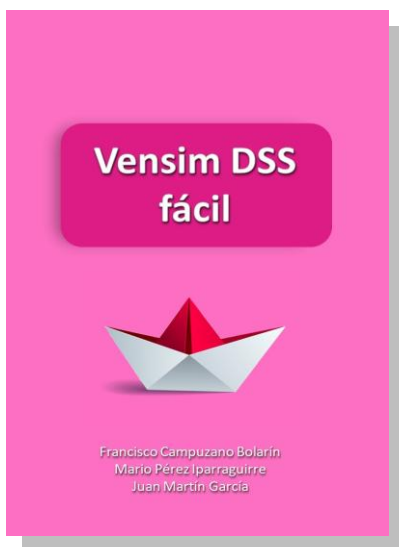 Vensim DSS
fácil
Francisco Campuzano Bolarín
Mario Pérez Iparraguirre
Juan Martín García